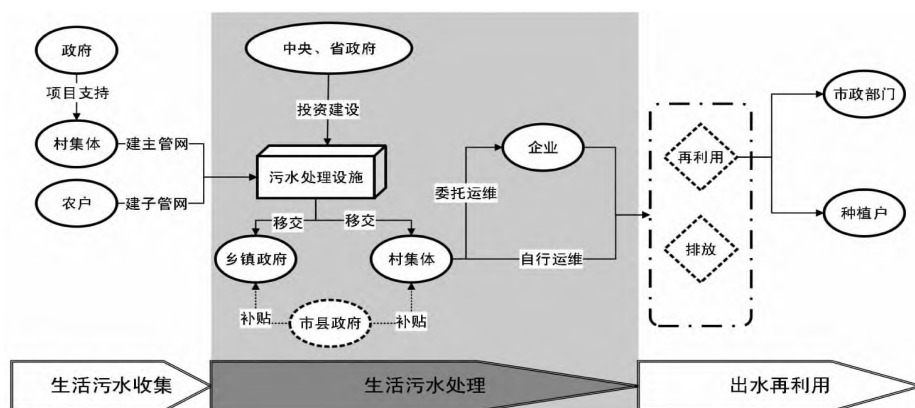 政府
项目支持
村集体
建主管网
农户
建子管网
中央、省政府
投资建设
污水处理设施
移交
移交
乡镇政府
村集体
补贴
市县政府
补贴
企业
委托运维
自行运维
再利用
排放
市政部门
种植户
生活污水收集
生活污水处理
出水再利用